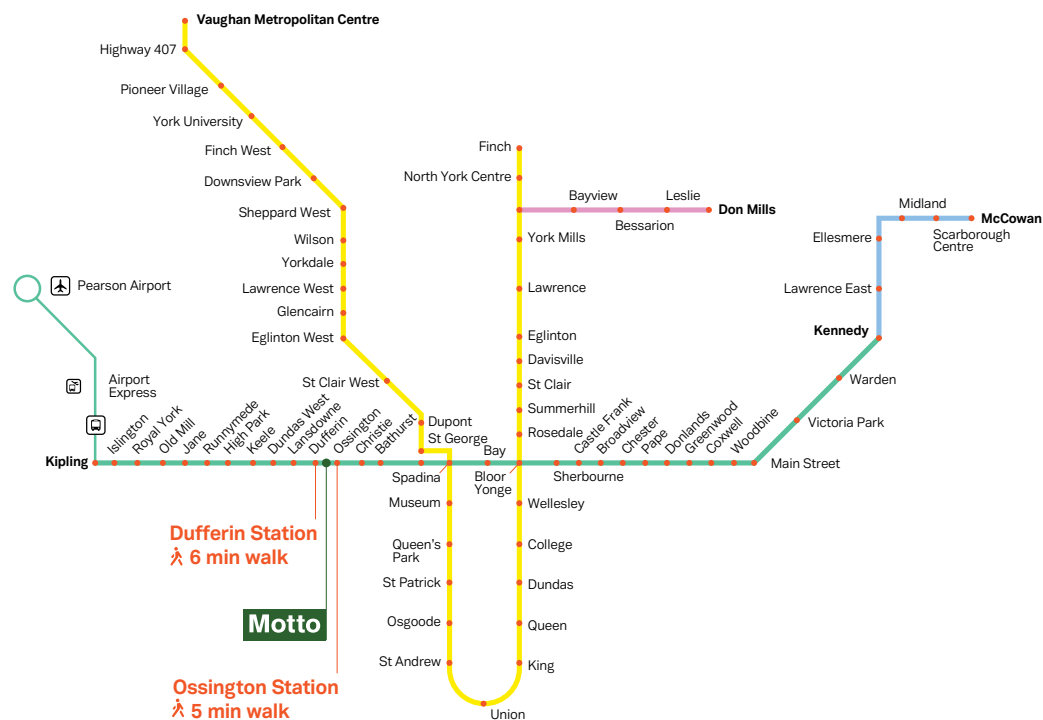 Vaughan Metropolitan Centre
Highway 407
Pioneer Village
York University
Finch West
Downsview Park
Sheppard West
Wilson
Yorkdale
Lawrence West
Glencairn
Eglinton West
St Clair West
Dupont
St George
Finch
North York Centre
Bayview
Leslie
Don Mills
Bessarion
York Mills
Lawrence
Eglinton
Davisville
St Clair
Summerhill
Rosedale
Midland
McCowan
Scarborough
Centre
Ellesmere
Lawrence East
Kennedy
Warden
Victoria Park
Main Street
Pearson Airport
Airport
Express
Kipling
Islington
Royal York
Old Mill
Jane
Runnymede
High Park
Keele
Dundas West
Lansdowne
Dufferin
Ossington
Christie
Bathurst
Spadina
Bay
Bloor
Yonge
Sherbourne
Castle Frank
Broadview
Chester
Pape
Donlands
Greenwood
Coxwell
Woodbine
Museum
Queen's
Park
St Patrick
Osgoode
St Andrew
Union
Wellesley
College
Dundas
Queen
King
Dufferin Station
6 min walk
Motto
Ossington Station
5 min walk